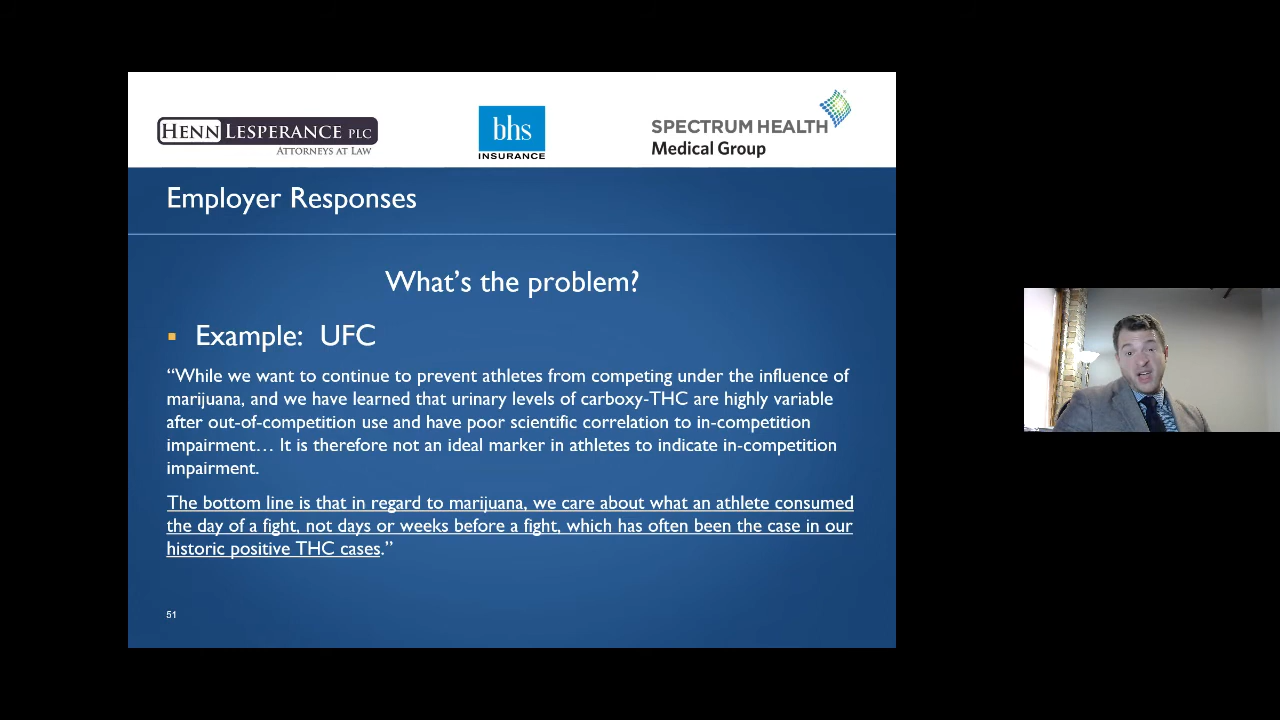 HENN LESPERANCE PLC
ATTORNEYS AT LAW
bhs
INSURANCE
SPECTRUM HEALTH
Medical Group
Employer Responses
What's the problem?
▪ Example: UFC
“While we want to continue to prevent athletes from competing under the influence of
marijuana, and we have learned that urinary levels of carboxy-THC are highly variable
after out-of-competition use and have poor scientific correlation to in-competition
impairment… It is therefore not an ideal marker in athletes to indicate in-competition
impairment.
The bottom line is that in regard to marijuana, we care about what an athlete consumed
the day of a fight, not days or weeks before a fight, which has often been the case in our
historic positive THC cases.”
51